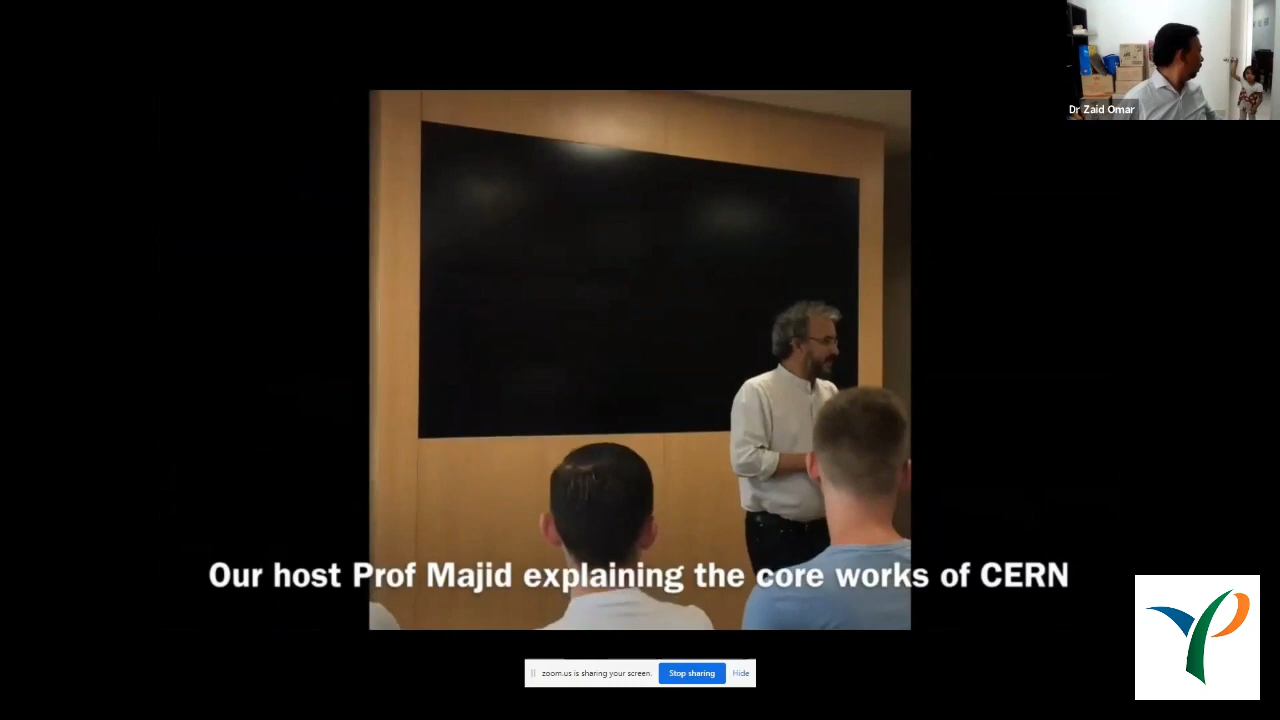 Dr Zaid Omar
Our host Prof Majid explaining the core works of CERN
zoom.us is sharing your screen. Stop sharing Hide